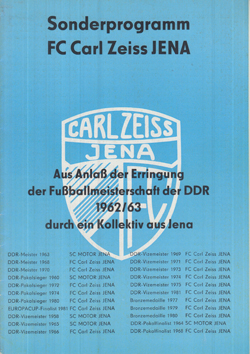 Sonderprogramm
FC Carl Zeiss JENA
CARL ZEISS
JENA
Aus Anlaß der Erringung
der Fußballmeisterschaft der DDR
1962/63
durch ein Kollektiv aus Jena
DDR-Meister 1963 SC MOTOR JENA
DDR-Meister 1968 FC Carl Zeiss JENA
DDR-Meister 1970 FC Carl Zeiss JENA
DDR-Pokalsieger 1960 SC MOTOR JENA
DDR-Pokalsieger 1972 FC Carl Zeiss JENA
DDR-Pokalsieger 1974 FC Carl Zeiss JENA
DDR-Pokalsieger 1980 FC Carl Zeiss JENA
EUROPACUP-Finalist 1981 FC Carl Zeiss JENA
DDR-Vizemeister 1958 SC MOTOR JENA
DDR-Vizemeister SC MOTOR JENA
DDR-Vizemeister 1966 FC Carl Zeiss JENA
DDR-Vizemeister 1969 FC Carl Zeiss JENA
DDR-Vizemeister 1971 FC Carl Zeiss JENA
DDR-Vizemeister FC Carl Zeiss JENA
DDR-Vizemeister 1974 FC Carl Zeiss JENA
DDR-Vizemeister 1975 FC Carl Zeiss JENA
DDR-Vizemeister 1981 FC Carl Zeiss JENA
Bronzemedaille 1977 FC Carl Zeiss JENA
Bronzemedaille 1979 FC Carl Zeiss JENA
Bronzemedaille 1980 FC Carl Zeiss JENA
DDR-Pokalfinalist SC MOTOR JENA
DDR-Pokalfinalist 1968 FC Carl Zeiss JENA